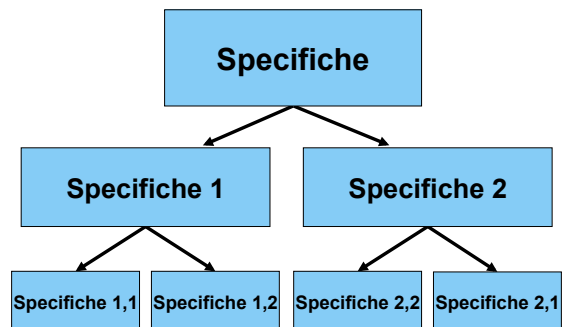 Specifiche
Specifiche 1
Specifiche 2
Specifiche 1,1
Specifiche 1,2
Specifiche 2,2
Specifiche 2,1